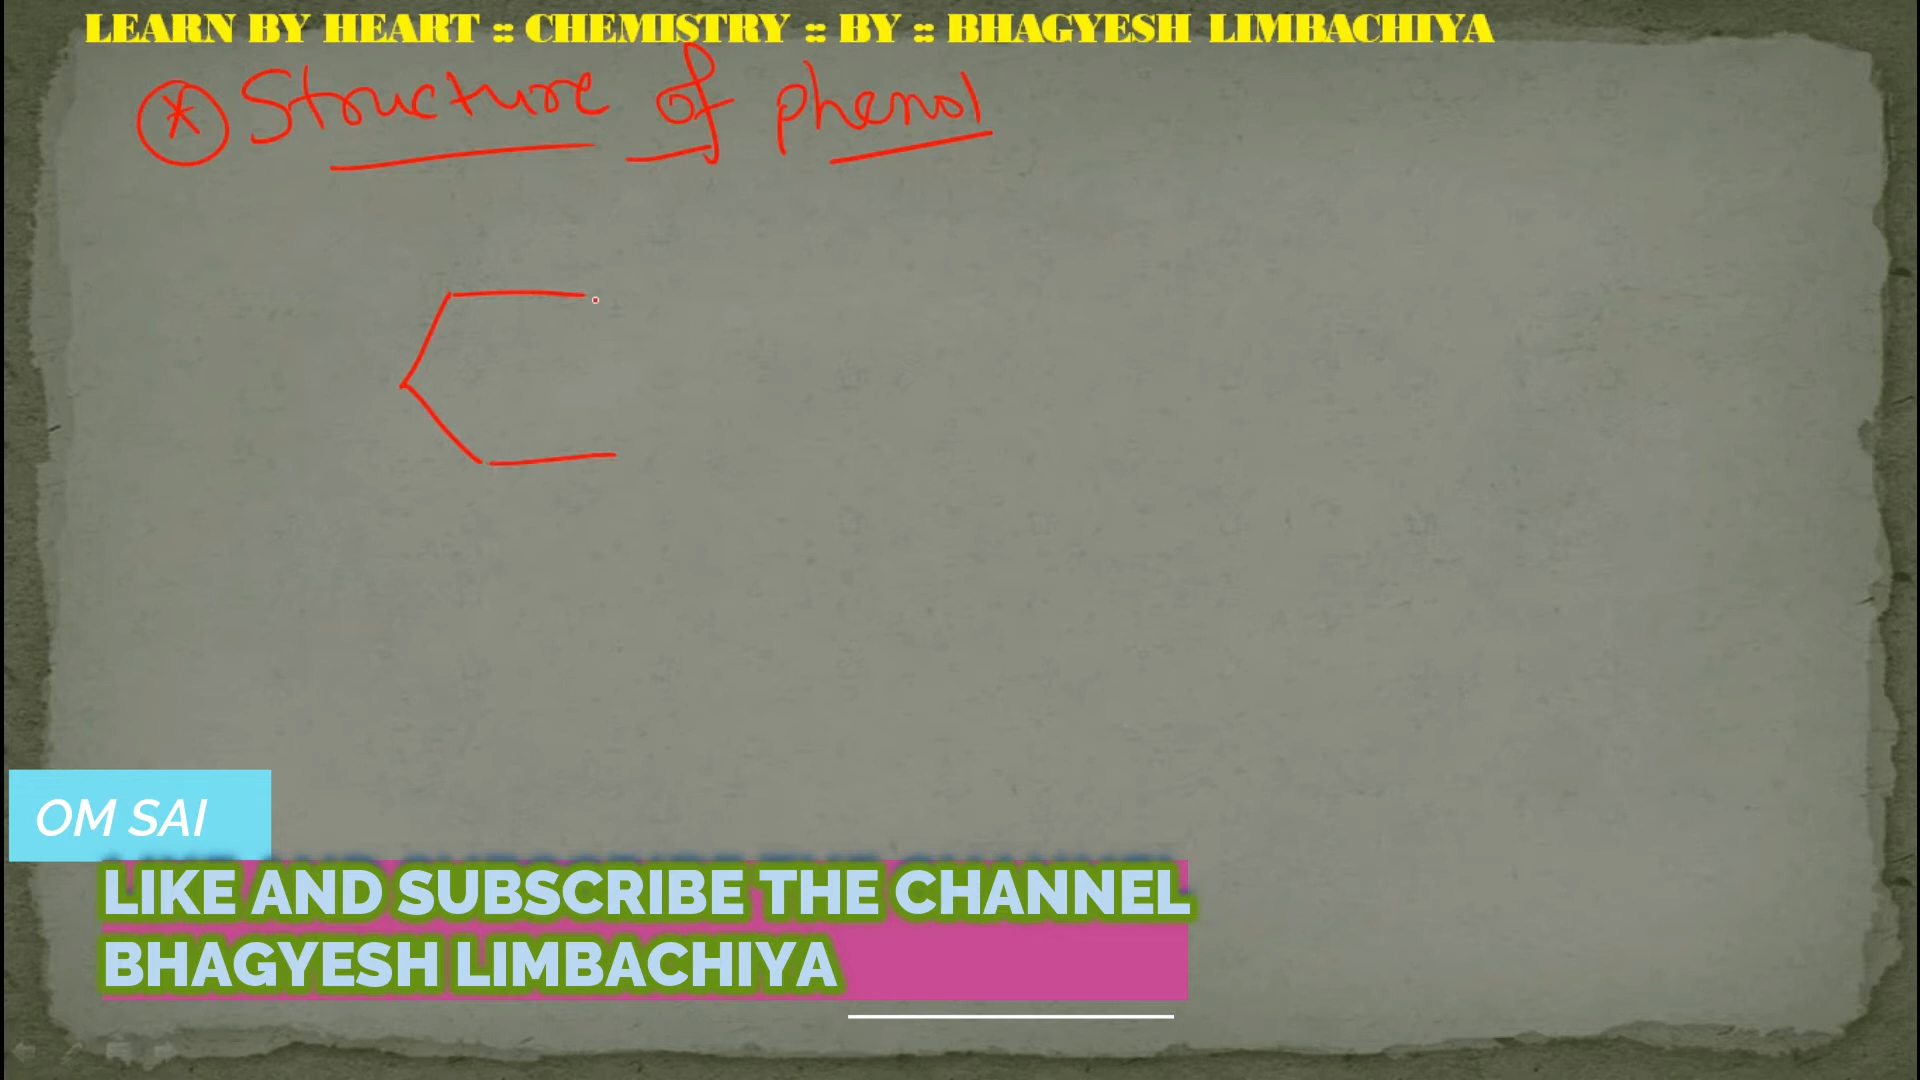 LEARN BY HEART :: CHEMISTRY :: BY :: BHAGYESH LIMBACHIYA
* Structure of phenol
OM SAI
LIKE AND SUBSCRIBE THE CHANNEL
BHAGYESH LIMBACHIYA